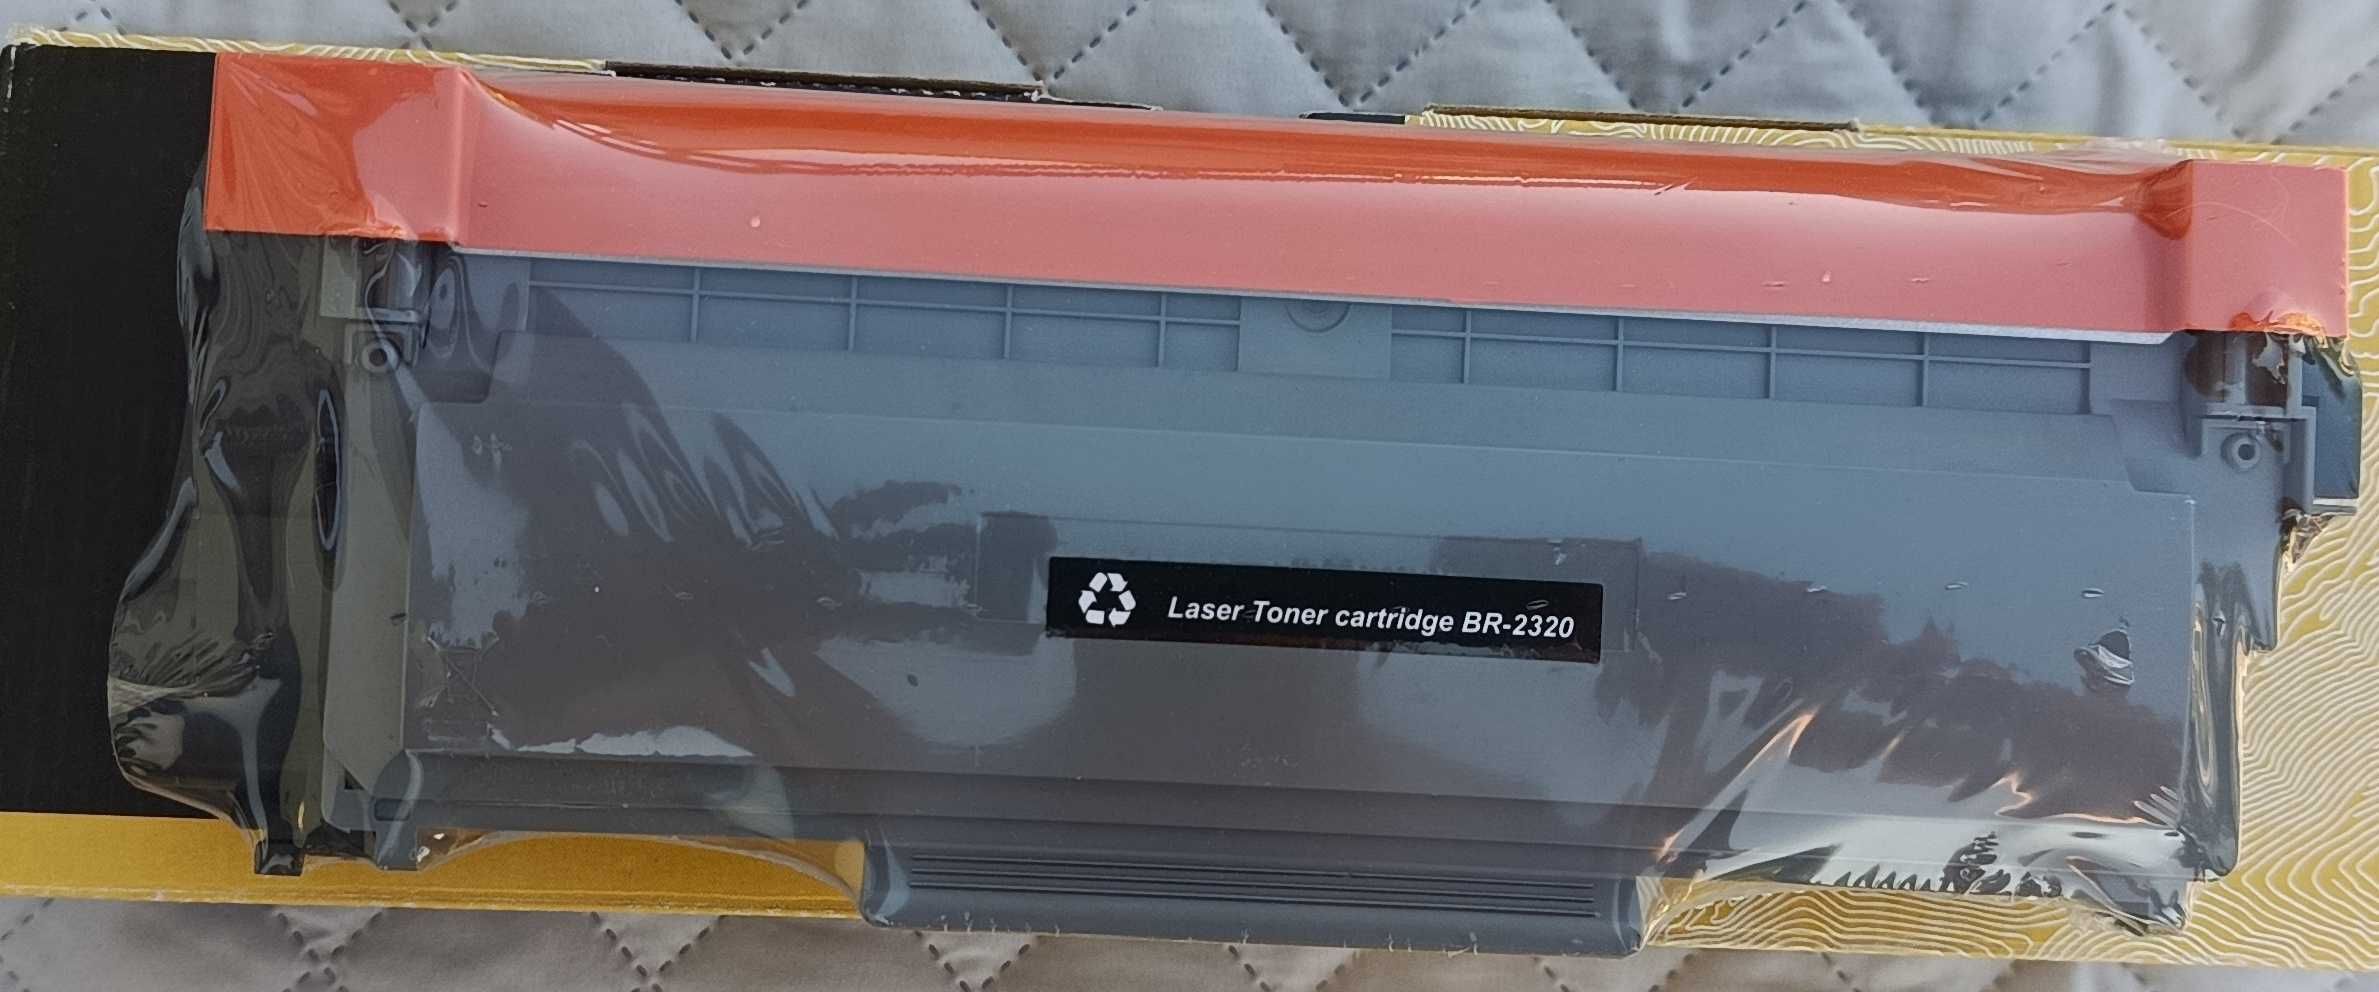 Laser Toner cartridge BR-2320